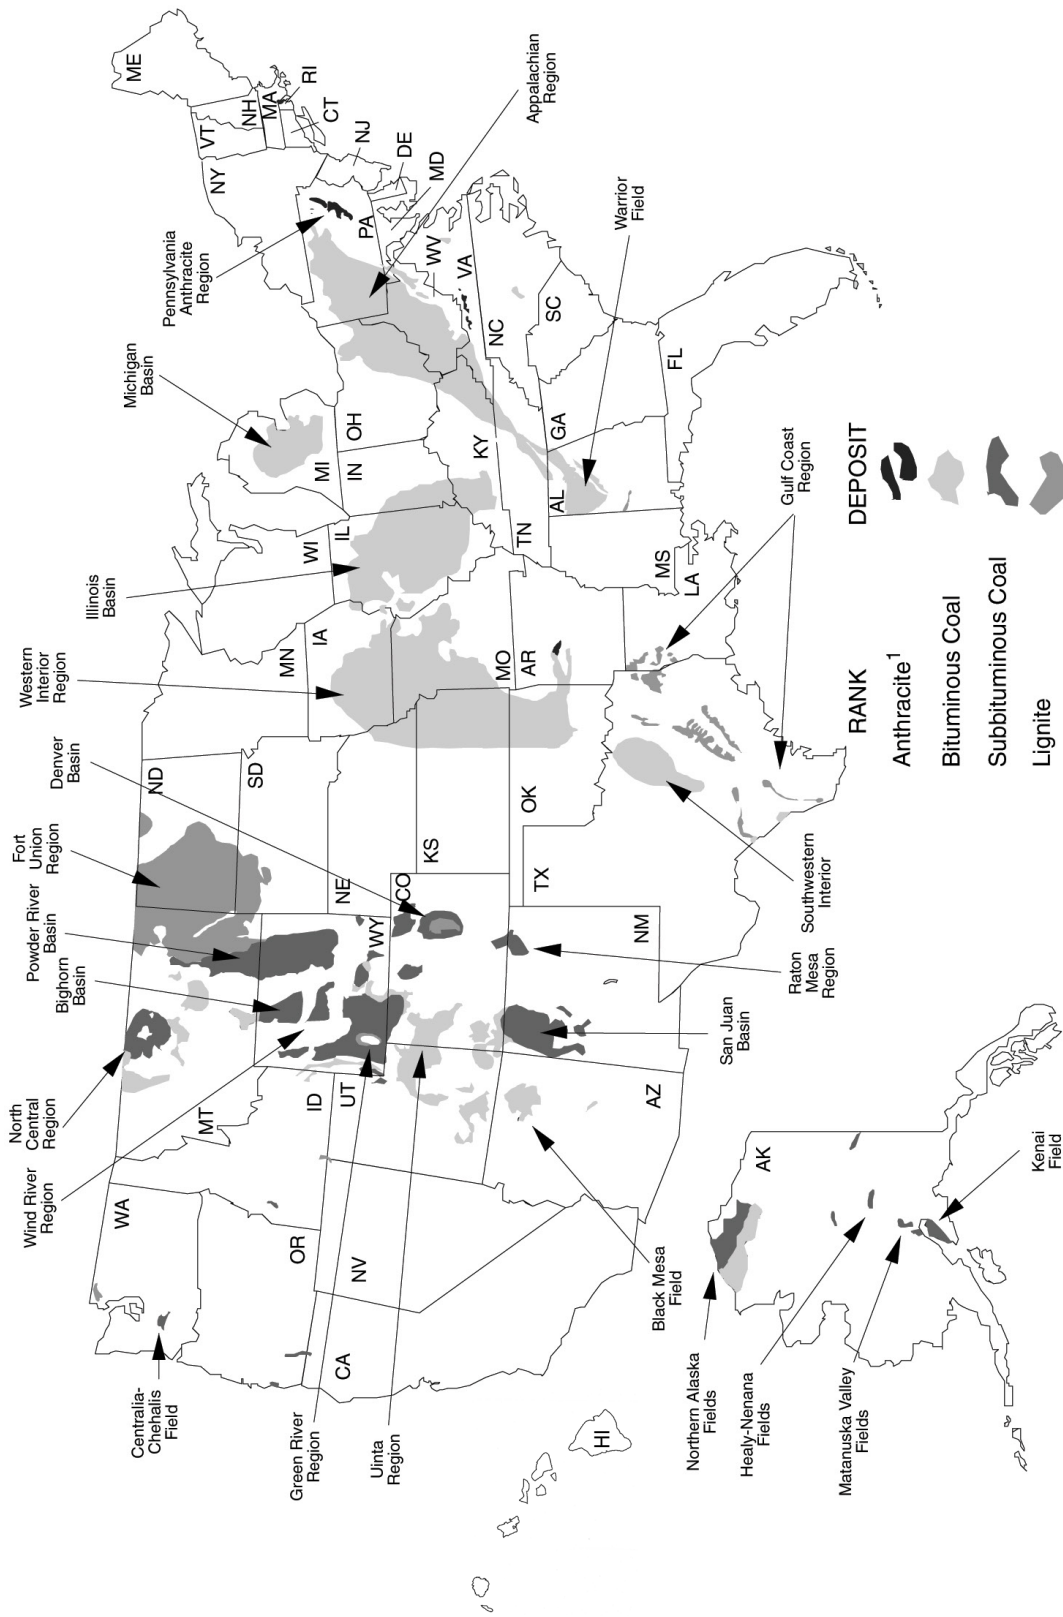 North
Central
Region
Wind River
Region
Bighorn
Basin
Powder River
Basin
Fort
Union
Region
Denver
Basin
Western
Interior
Region
Illinois
Basin
Michigan
Basin
Pennsylvania
Anthracite
Region
Appalachian
Region
Warrior
Field
Gulf Coast
Region
Southwestern
Interior
Raton
Mesa
Region
San Juan
Basin
Black Mesa
Field
Centralia-
Chehalis
Field
Green River
Region
Uinta
Region
Northern Alaska
Fields
Healy-Nenana
Fields
Matanuska Valley
Fields
Kenai
Field
WA
OR
CA
NV
ID
MT
UT
AZ
WY
CO
NM
ND
SD
NE
KS
OK
TX
MN
IA
MO
AR
LA
WI
IL
MS
MI
IN
OH
KY
TN
AL
GA
FL
SC
NC
VA
WV
PA
NY
VT
NH
ME
MA
RI
CT
NJ
DE
MD
AK
HI
RANK
DEPOSIT
Anthracite1
Bituminous Coal
Subbituminous Coal
Lignite